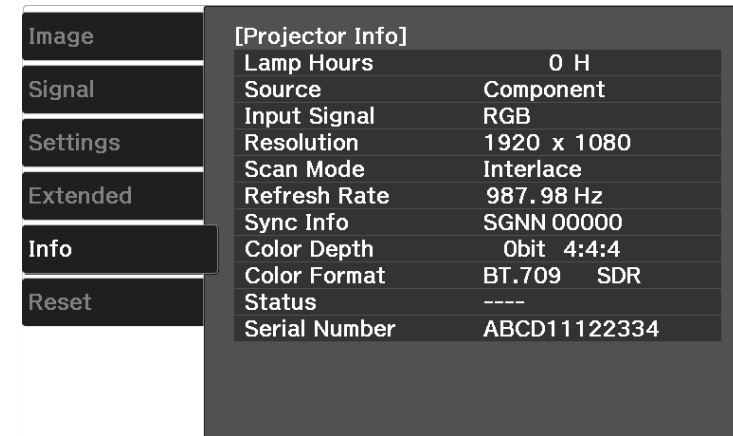 Image
Signal
Settings
Extended
Info
Reset
[Projector Info]
Lamp Hours 0 H
Source Component
Input Signal RGB
Resolution 1920 x 1080
Scan Mode Interlace
Refresh Rate 987.98 Hz
Sync Info SGNN 00000
Color Depth 0bit 4:4:4
Color Format BT.709 SDR
Status ----
Serial Number ABCD11122334